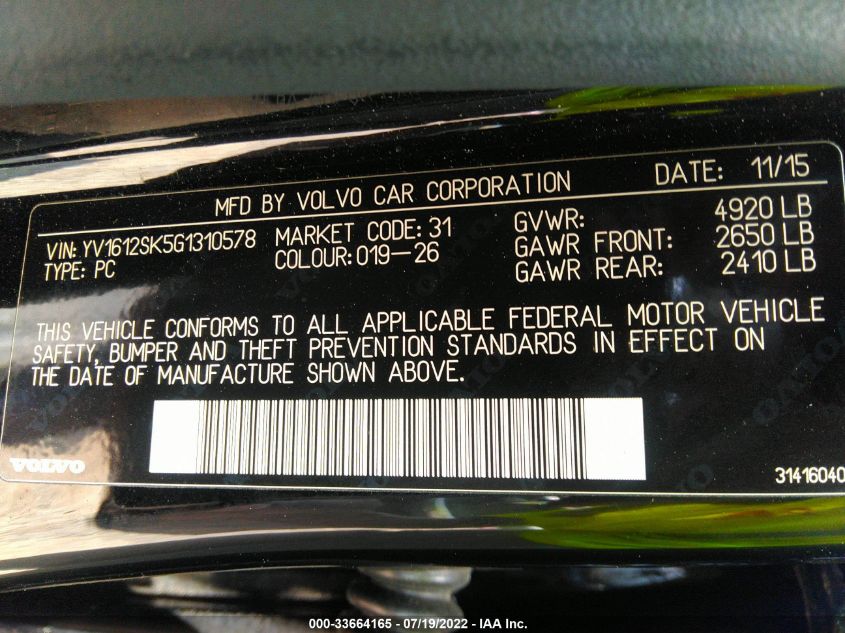 MFD BY VOLVO CAR CORPORATION DATE: 11/15
VIN: YV1612SK5G1310578 MARKET CODE: 31 GVWR: 4920 LB
TYPE: PC COLOUR: 019-26 GAWR FRONT: 2650 LB
GAWR REAR: 2410 LB
THIS VEHICLE CONFORMS TO ALL APPLICABLE FEDERAL MOTOR VEHICLE
SAFETY, BUMPER AND THEFT PREVENTION STANDARDS IN EFFECT ON
THE DATE OF MANUFACTURE SHOWN ABOVE.
VOLVO
31416040
000-33664165 - 07/19/2022 - IAA Inc.